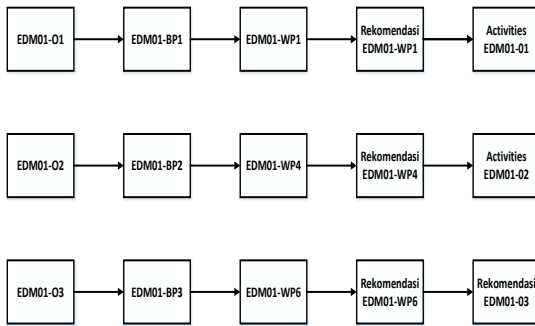 EDM01-O1
EDM01-BP1
EDM01-WP1
Rekomendasi
EDM01-WP1
Activities
EDM01-01
EDM01-O2
EDM01-BP2
EDM01-WP4
Rekomendasi
EDM01-WP4
Activities
EDM01-02
EDM01-O3
EDM01-BP3
EDM01-WP6
Rekomendasi
EDM01-WP6
Rekomendasi
EDM01-03